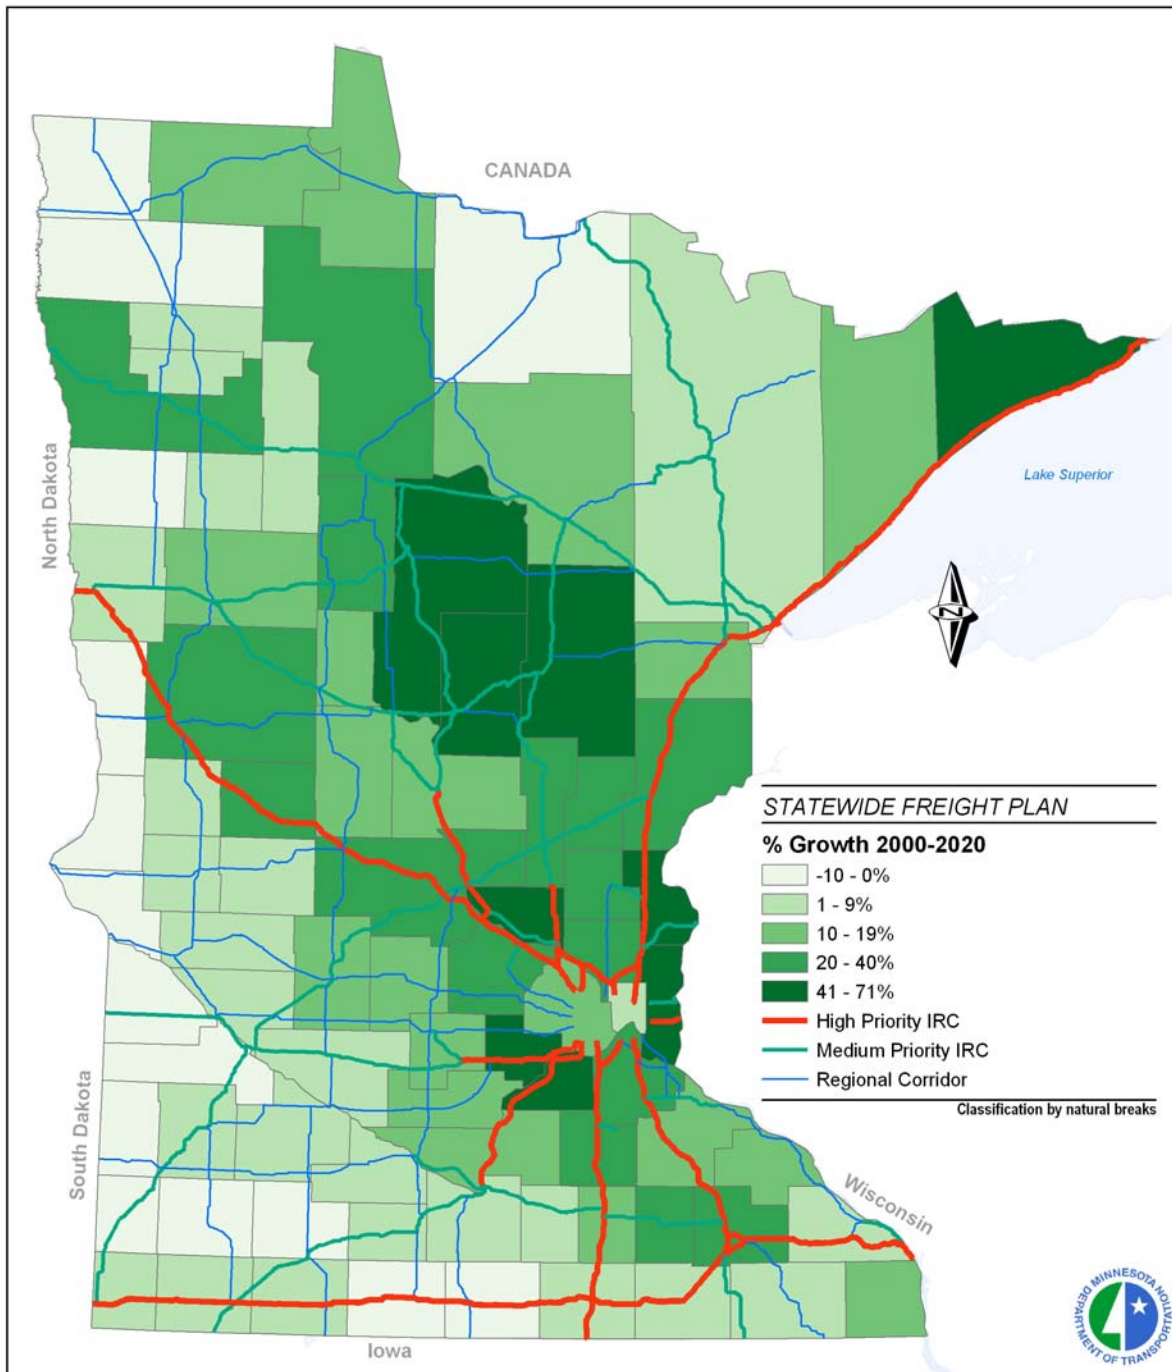 CANADA
North Dakota
Lake Superior
N
STATEWIDE FREIGHT PLAN
% Growth 2000-2020
-10 - 0%
1 - 9%
10 - 19%
20 - 40%
41 - 71%
High Priority IRC
Medium Priority IRC
Regional Corridor
Classification by natural breaks
South Dakota
Wisconsin
Iowa
MINNESOTA
DEPARTMENT OF TRANSPORTATION